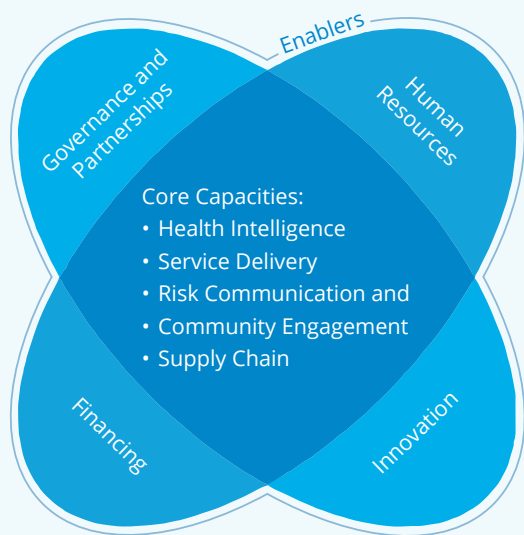 Enablers
Governance and
Partnerships
Human
Resources
Core Capacities:
• Health Intelligence
• Service Delivery
• Risk Communication and
• Community Engagement
• Supply Chain
Financing
Innovation